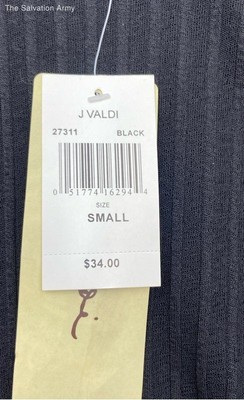 The Salvation Army
J VALDI
27311 BLACK
0 51774 16294 4
SIZE
SMALL
$34.00